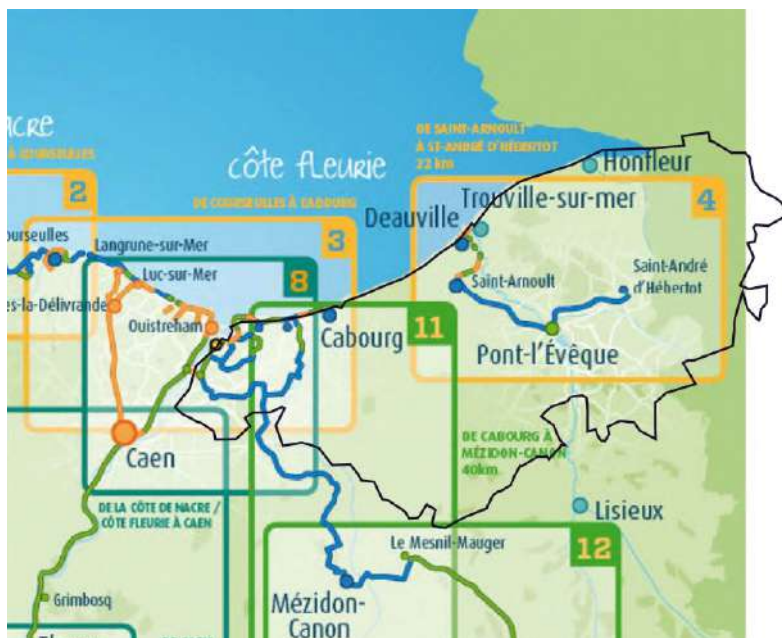 ACRE
À COURSEULLES
côte fleurie
DE SAINT-ARNOULT
À ST-ANDRÉ D'HÉBERTOT
22 km
Honfleur
2
DE COURSEULLES À CABOURG
3
Trouville-sur-mer
4
Deauville
ourseulles
Langrune-sur-Mer
Luc-sur-Mer
8
Saint-Arnoult
Saint-André
d'Hébertot
es-la-Délivrande
Ouistreham
Cabourg
11
Pont-l'Évêque
Caen
DE CABOURG À
MÉZIDON-CANON
40km
DE LA CÔTE DE NACRE /
CÔTE FLEURIE À CAEN
Lisieux
Le Mesnil-Mauger
12
Grimbosq
Mézidon-
Canon